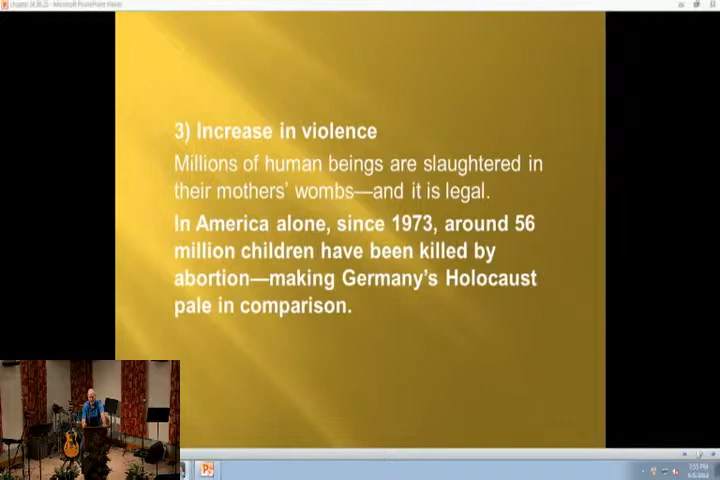 3) Increase in violence
Millions of human beings are slaughtered in
their mothers' wombs—and it is legal.
In America alone, since 1973, around 56
million children have been killed by
abortion—making Germany's Holocaust
pale in comparison.